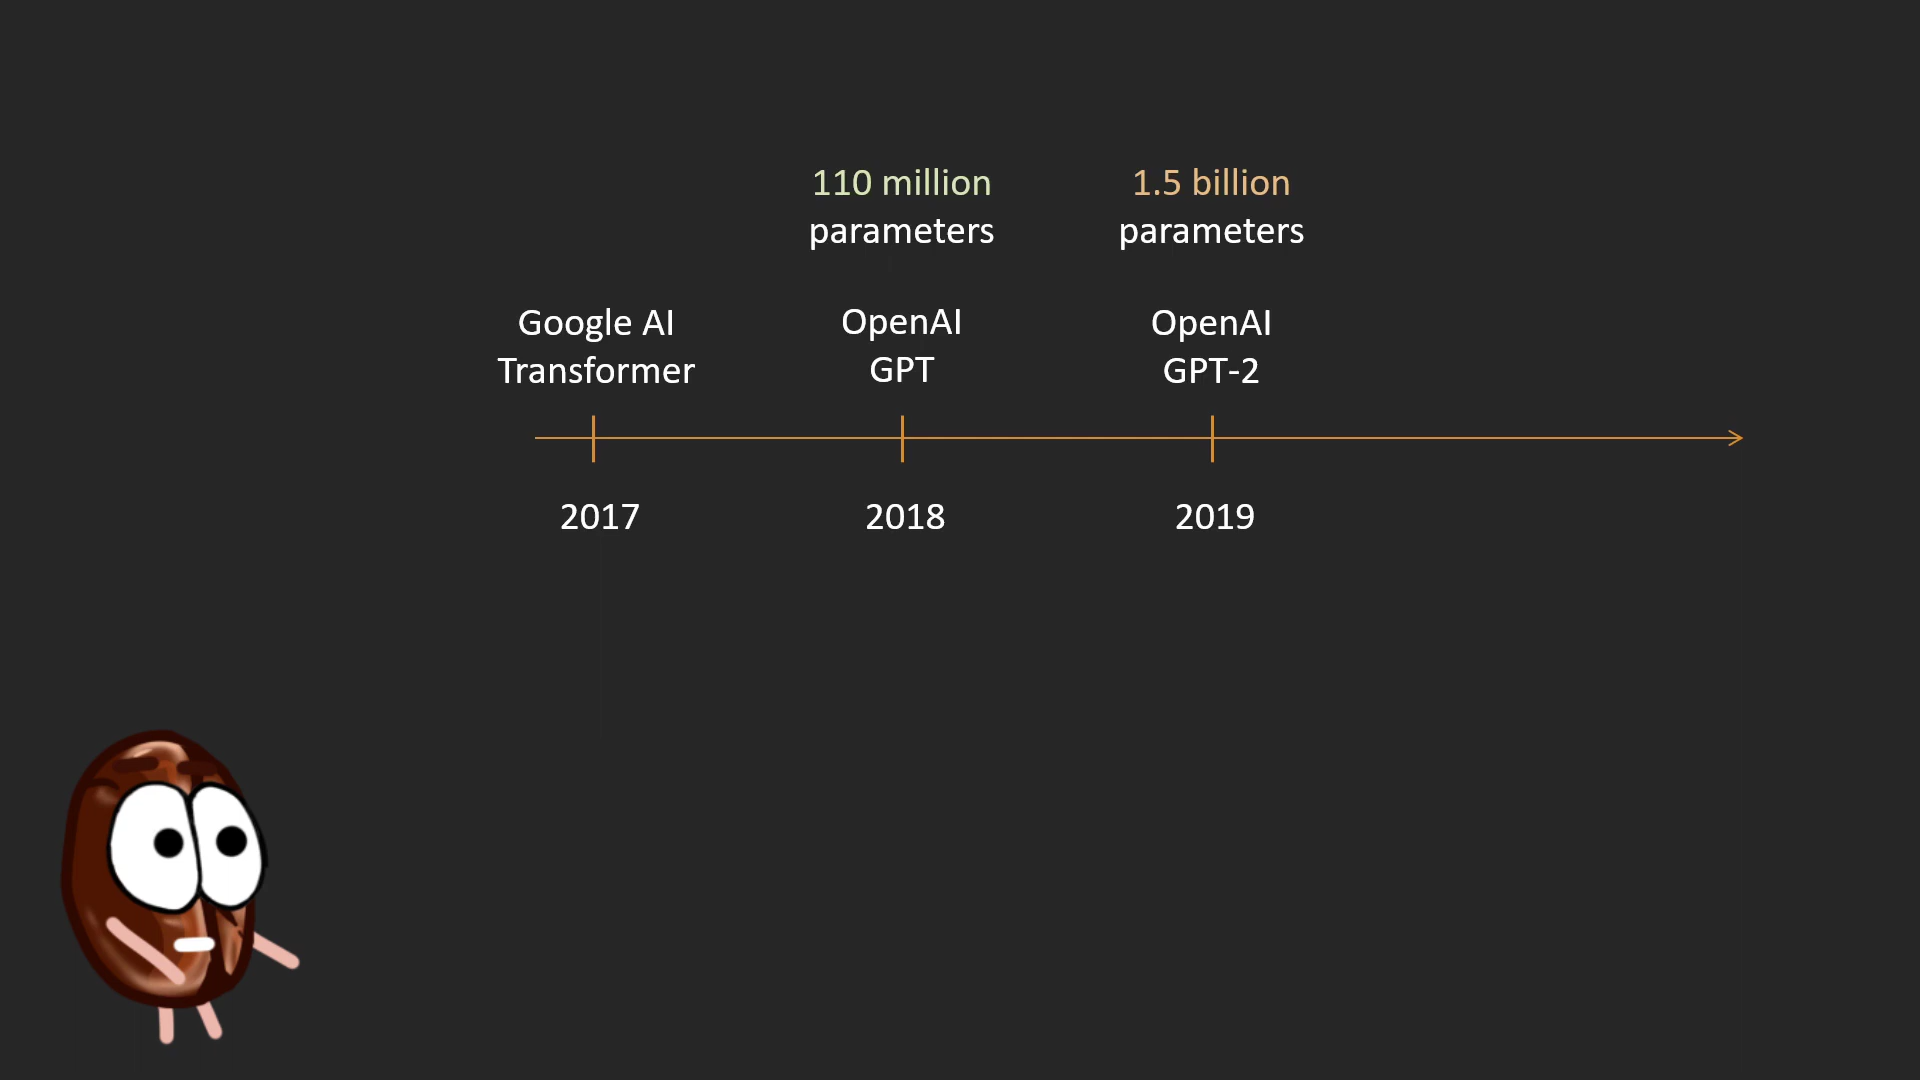 110 million
parameters
1.5 billion
parameters
Google AI
Transformer
OpenAI
GPT
OpenAI
GPT-2
2017
2018
2019